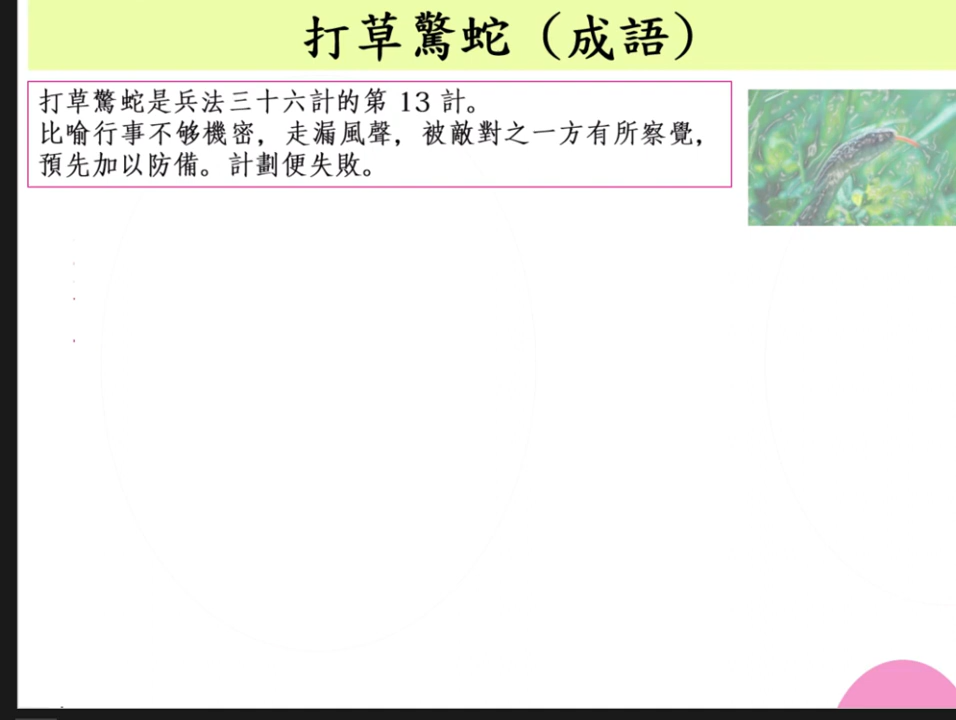 打草驚蛇（成語）
打草驚蛇是兵法三十六計的第 13 計。
比喻行事不够機密，走漏風聲，被敵對之一方有所察覺，
預先加以防備。計劃便失敗。